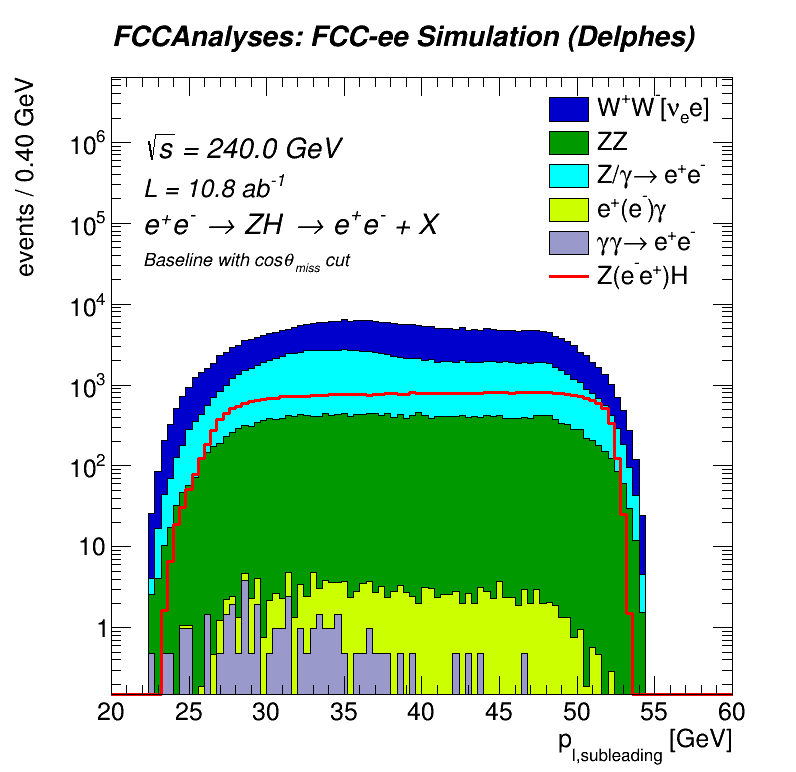 FCCAnalyses: FCC-ee Simulation (Delphes)
events / 0.40 GeV
√s = 240.0 GeV
L = 10.8 ab⁻¹
e⁺e⁻ → ZH → e⁺e⁻ + X
Baseline with cosθ_miss cut
W⁺W⁻[νₑe]
ZZ
Z/γ→ e⁺e⁻
e⁺(e⁻)γ
γγ→ e⁺e⁻
Z(e⁻e⁺)H
10⁶
10⁵
10⁴
10³
10²
10
1
20 25 30 35 40 45 50 55 60
p_l,subleading [GeV]